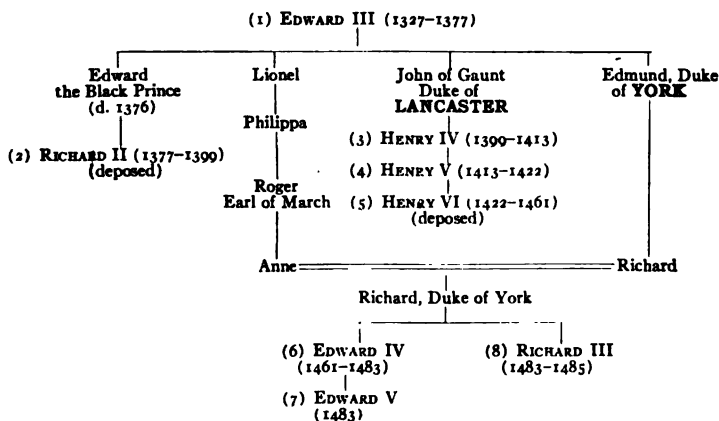 (1) EDWARD III (1327–1377)
Edward
the Black Prince
(d. 1376)
Lionel
John of Gaunt
Duke of
LANCASTER
Edmund, Duke
of YORK
Philippa
(2) RICHARD II (1377–1399)
(deposed)
(3) HENRY IV (1399–1413)
(4) HENRY V (1413–1422)
Roger
Earl of March
(5) HENRY VI (1422–1461)
(deposed)
Anne
Richard
Richard, Duke of York
(6) EDWARD IV
(1461–1483)
(8) RICHARD III
(1483–1485)
(7) EDWARD V
(1483)